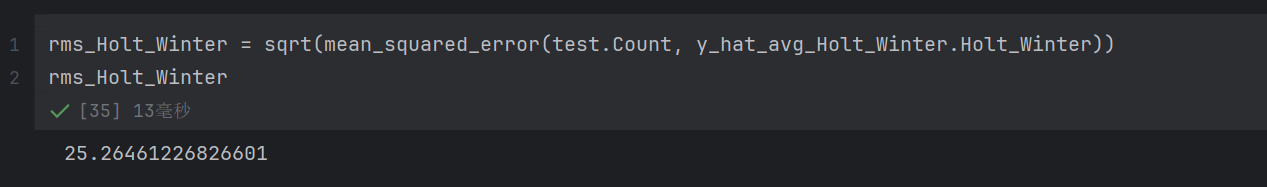 1 rms_Holt_Winter = sqrt(mean_squared_error(test.Count, y_hat_avg_Holt_Winter.Holt_Winter))
2 rms_Holt_Winter
[35] 13毫秒
25.26461226826601